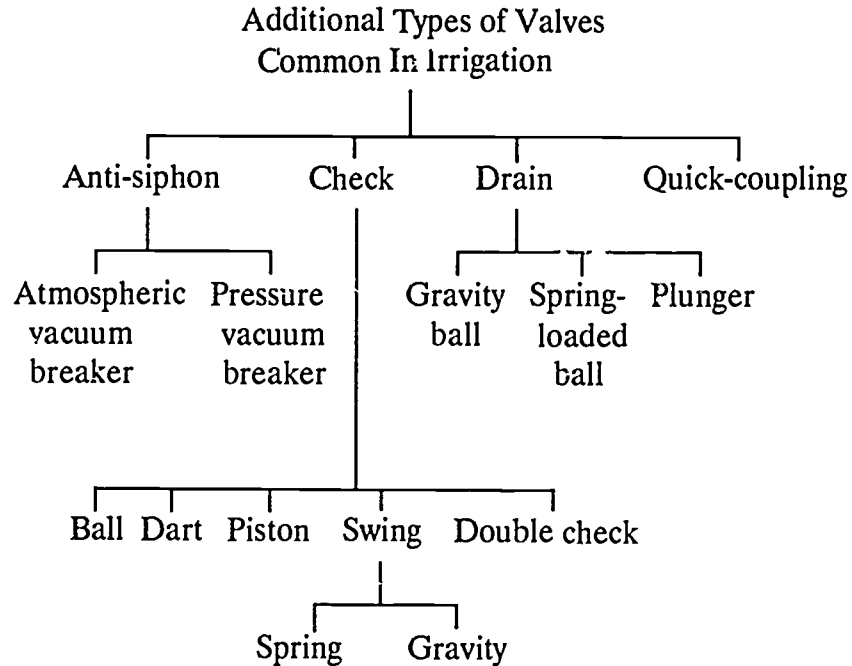 Additional Types of Valves
Common In Irrigation
Anti-siphon Check Drain Quick-coupling
Atmospheric Pressure Gravity Spring- Plunger
vacuum vacuum ball loaded
breaker breaker ball
Ball Dart Piston Swing Double check
Spring Gravity